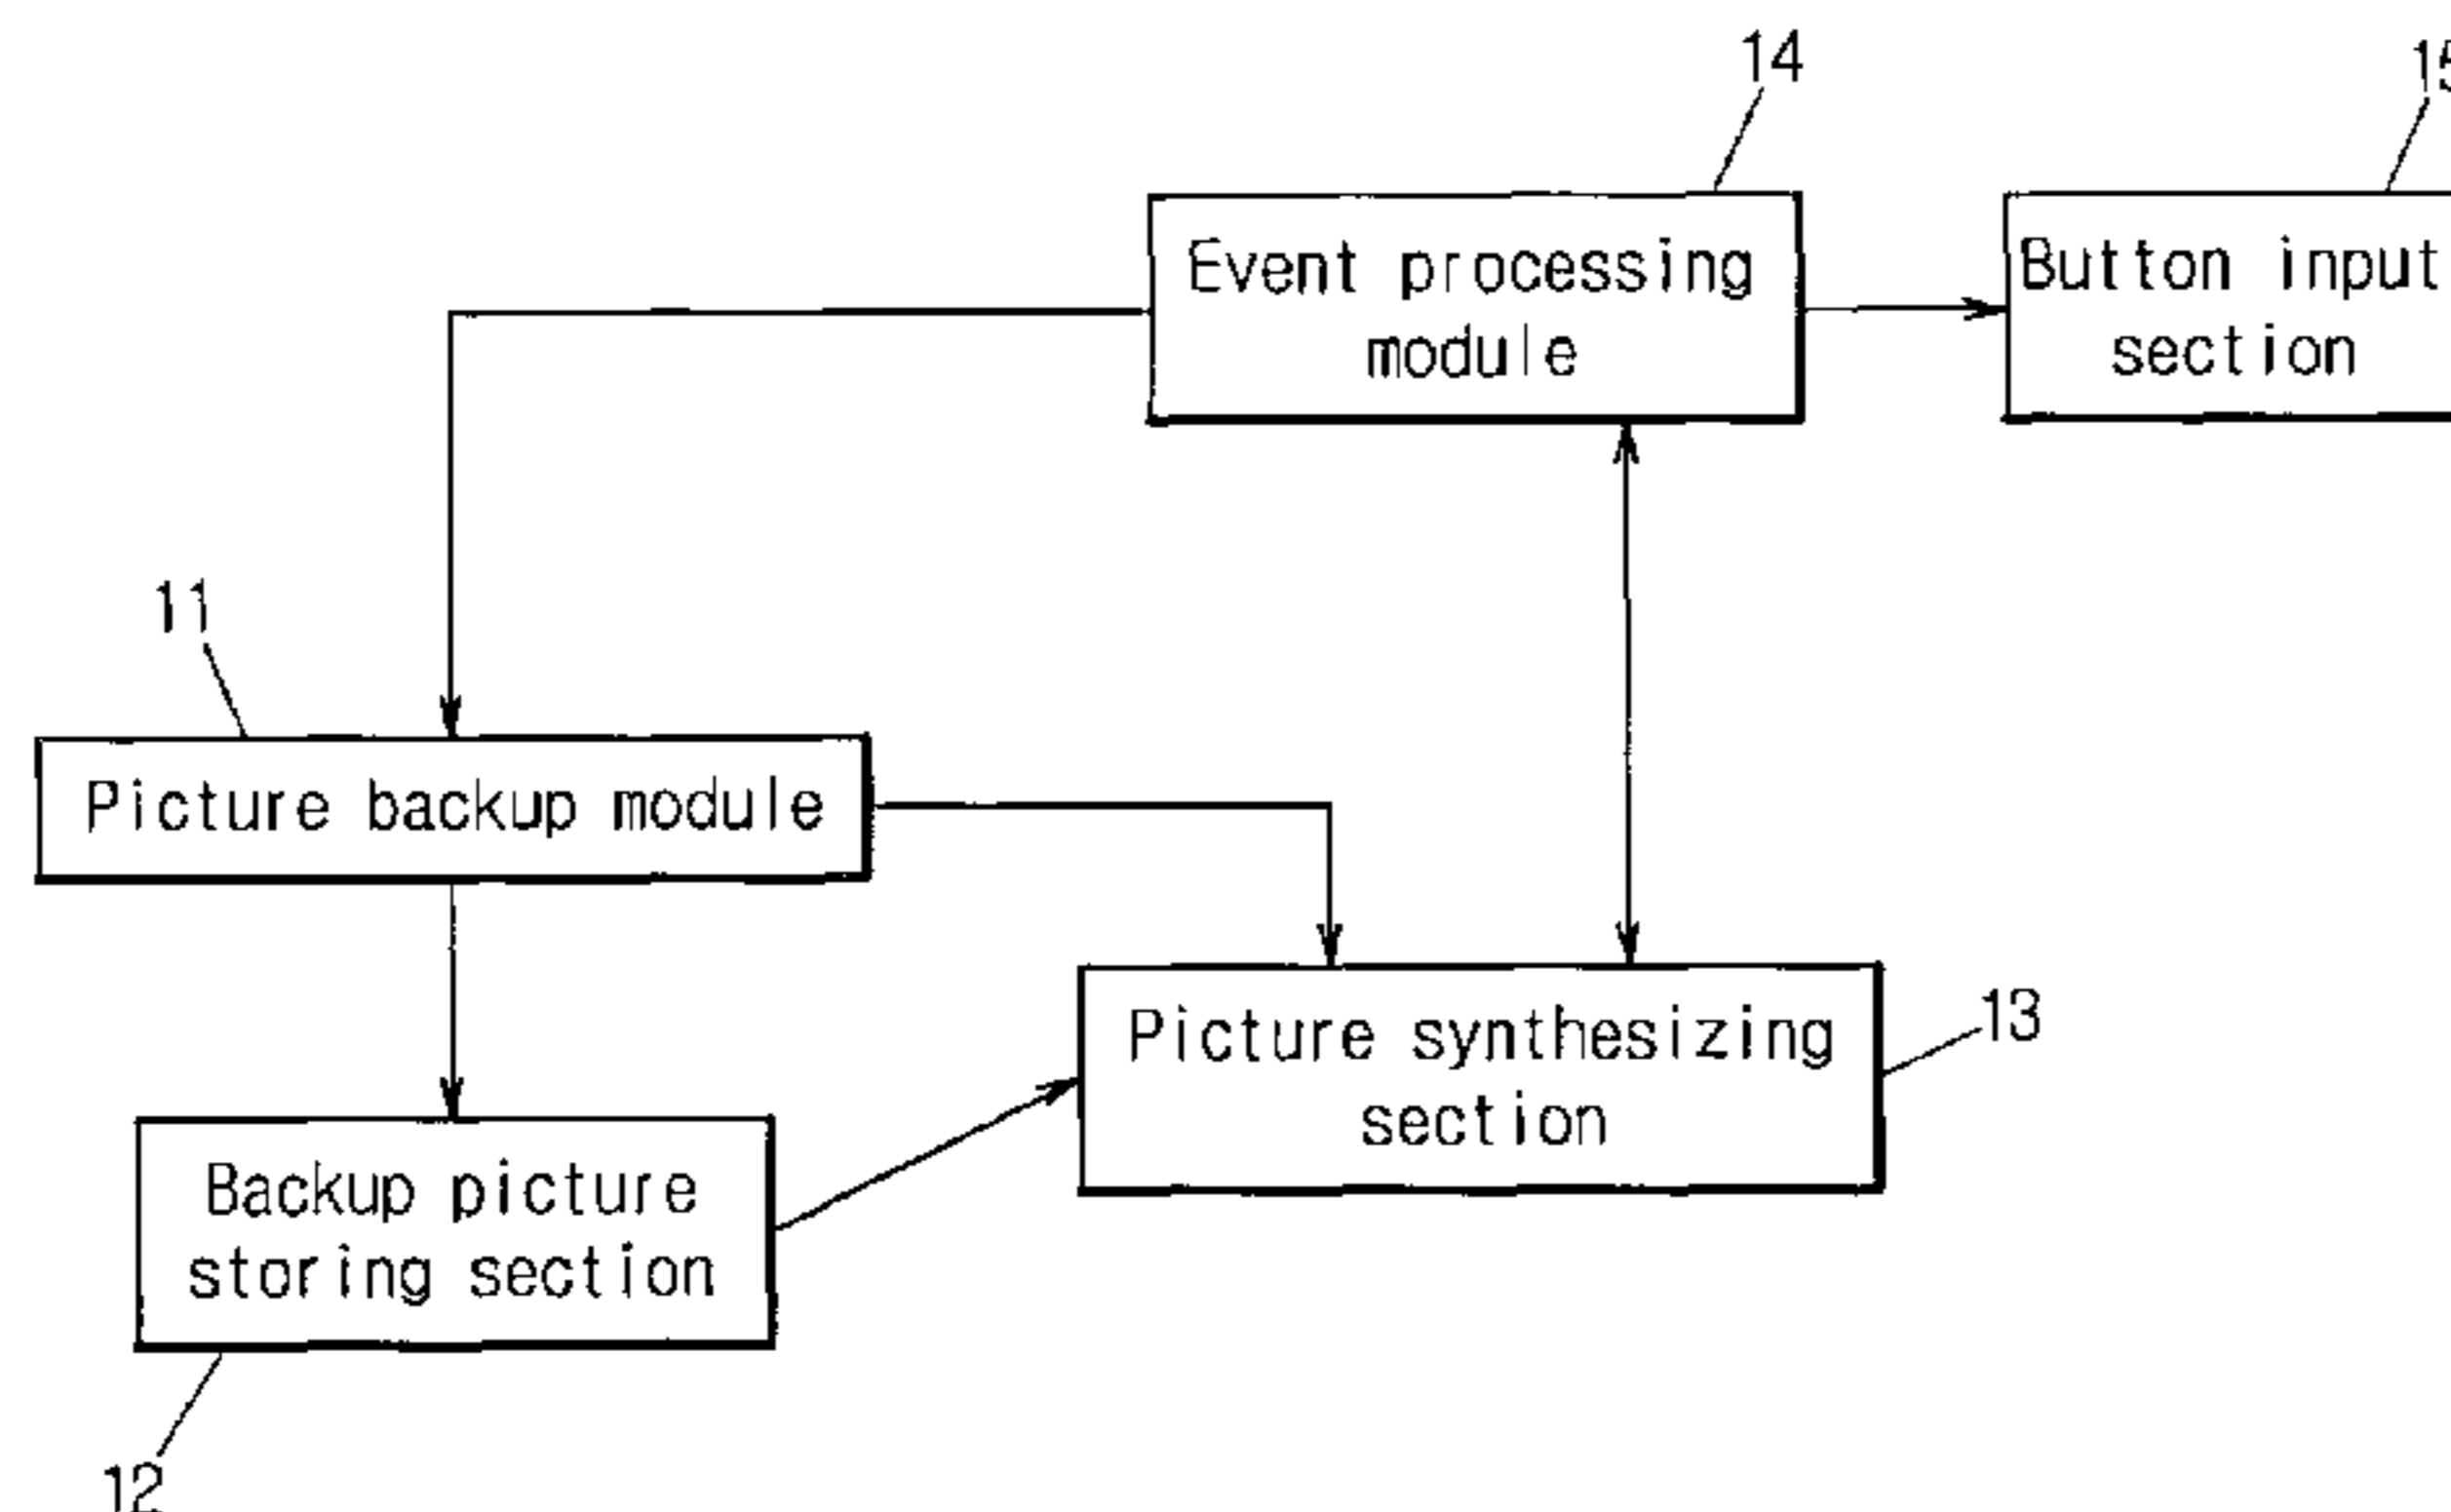 14
15
Event processing
module
Button input
section
11
Picture backup module
Picture synthesizing
section
13
Backup picture
storing section
12